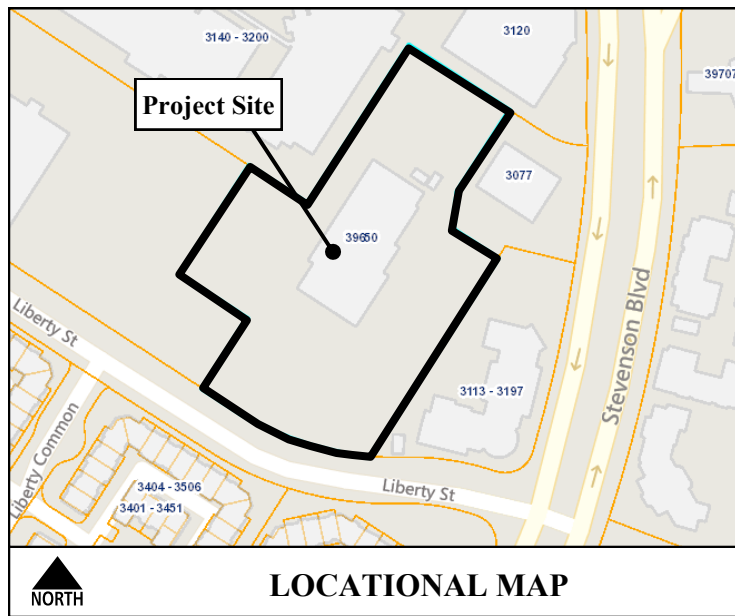 3140 - 3200
3120
39707
Project Site
3077
39650
Liberty St
Stevenson Blvd
3113 - 3197
Liberty Common
3404 - 3506
3401 - 3451
Liberty St
NORTH
LOCATIONAL MAP